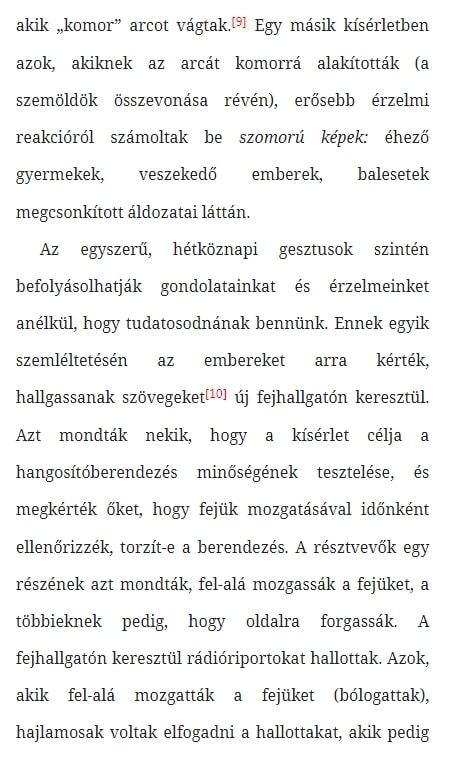 akik „komor” arcot vágtak.[9] Egy másik kísérletben
azok, akiknek az arcát komorrá alakították (a
szemöldök összevonása révén), erősebb érzelmi
reakcióról számoltak be szomorú képek: éhező
gyermekek, veszekedő emberek, balesetek
megcsonkított áldozatai láttán.
Az egyszerű, hétköznapi gesztusok szintén
befolyásolhatják gondolatainkat és érzelmeinket
anélkül, hogy tudatosodnának bennünk. Ennek egyik
szemléltetésén az embereket arra kérték,
hallgassanak szövegeket[10] új fejhallgatón keresztül.
Azt mondták nekik, hogy a kísérlet célja a
hangosítóberendezés minőségének tesztelése, és
megkérték őket, hogy fejük mozgatásával időnként
ellenőrizzék, torzít-e a berendezés. A résztvevők egy
részének azt mondták, fel-alá mozgassák a fejüket, a
többieknek pedig, hogy oldalra forgassák. A
fejhallgatón keresztül rádióriportokat hallottak. Azok,
akik fel-alá mozgatták a fejüket (bólogattak),
hajlamosak voltak elfogadni a hallottakat, akik pedig